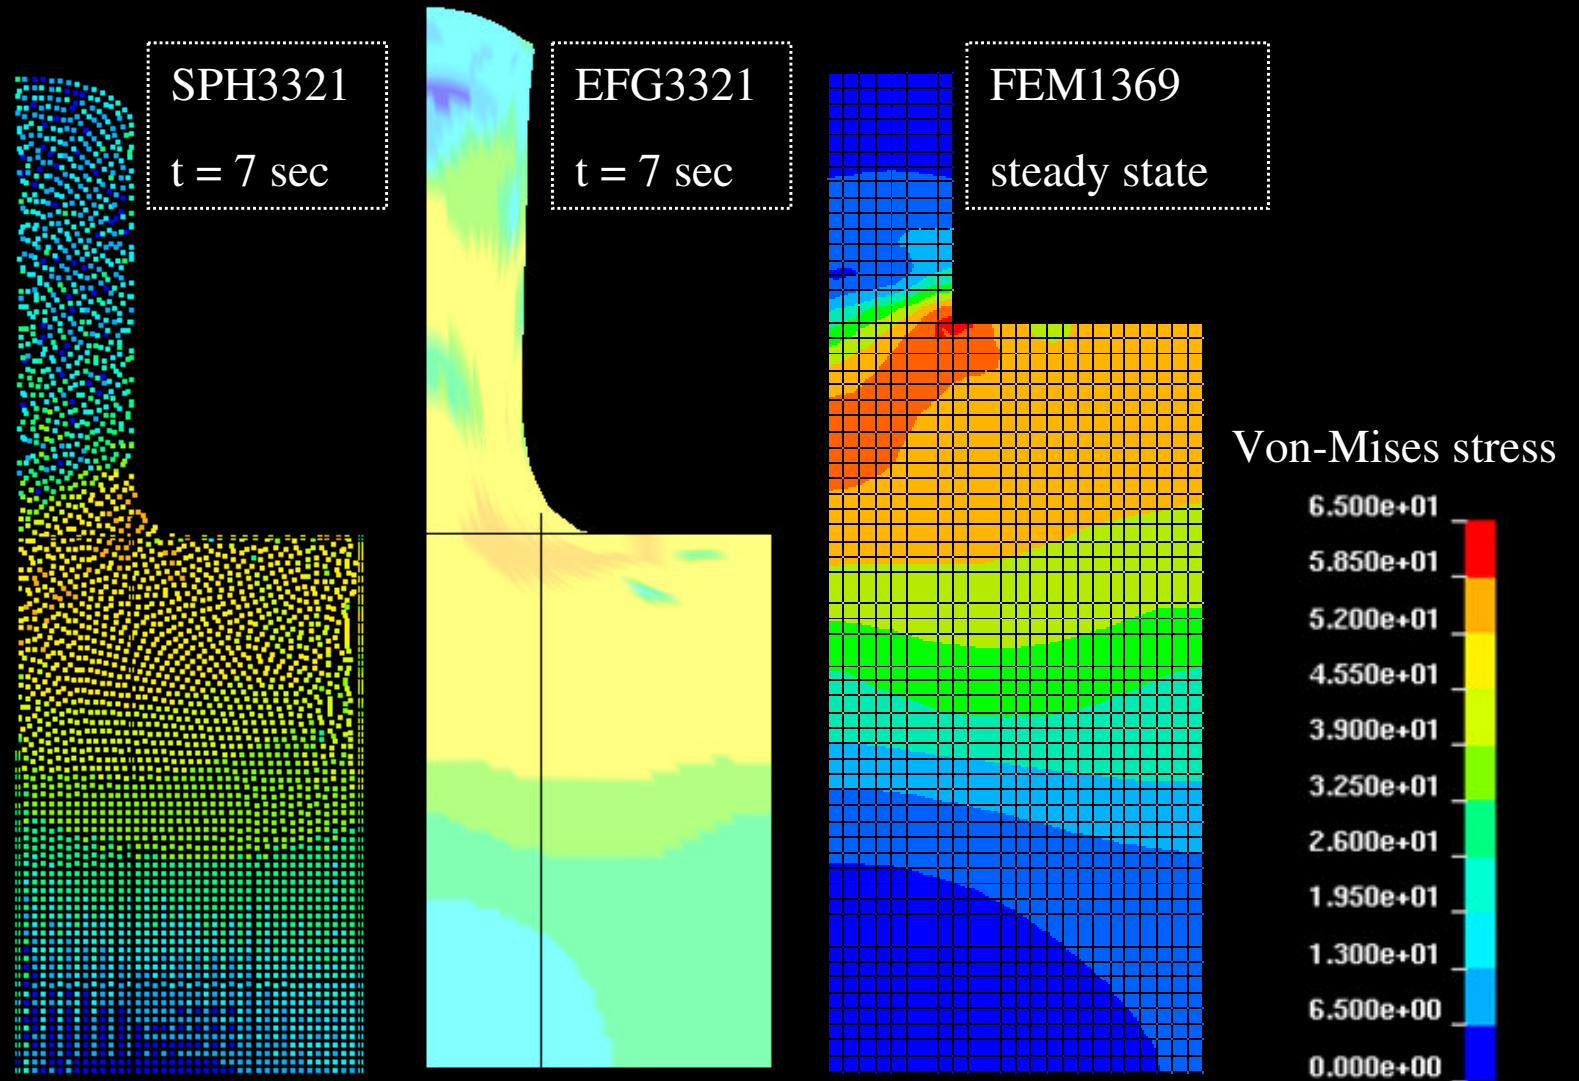 SPH3321
t = 7 sec
EFG3321
t = 7 sec
FEM1369
steady state
Von-Mises stress
6.500e+01
5.850e+01
5.200e+01
4.550e+01
3.900e+01
3.250e+01
2.600e+01
1.950e+01
1.300e+01
6.500e+00
0.000e+00